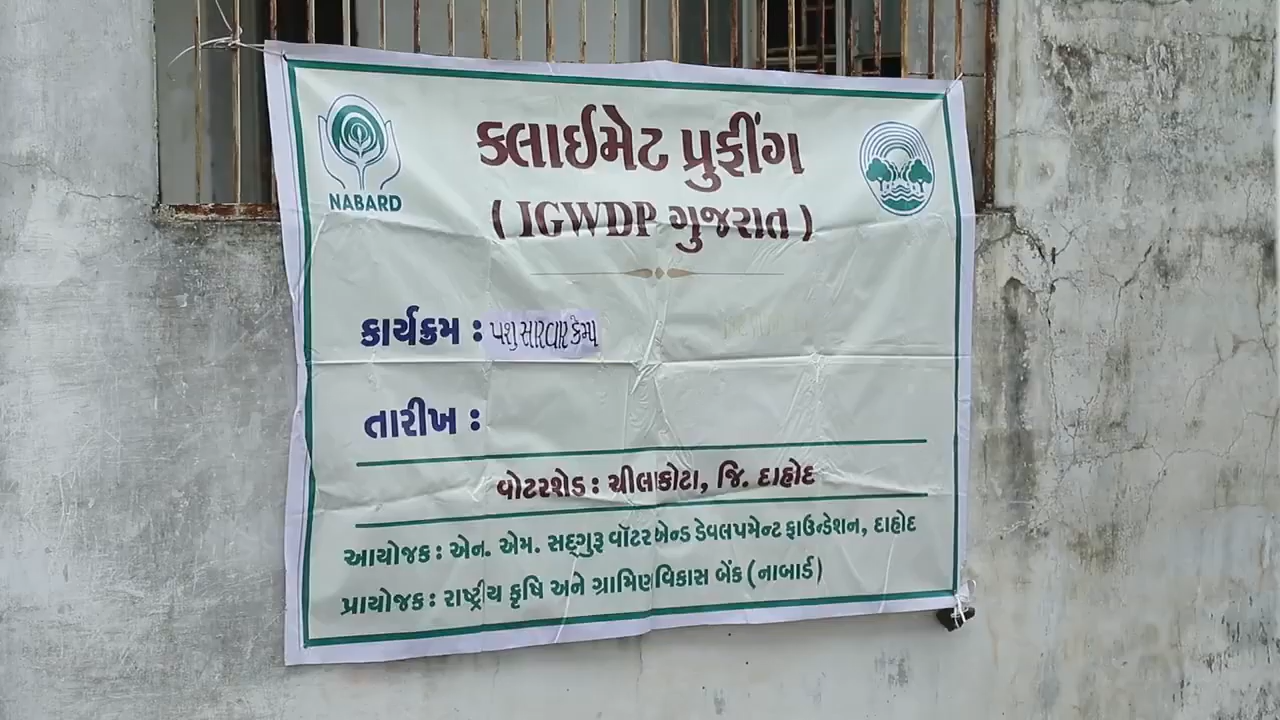 NABARD
ક્લાઈમેટ પ્રુફીંગ
( IGWDP ગુજરાત )
કાર્યક્રમ : પશુ સારવાર કેમ્પ
તારીખ :
વોટરશેડ : ચીલાકોટા, જિ. દાહોદ
આયોજક : એન. એમ. સદ્‌ગુરૂ વૉટર એન્ડ ડેવલપમેન્ટ ફાઉન્ડેશન, દાહોદ
પ્રાયોજક : રાષ્ટ્રીય કૃષિ અને ગ્રામિણ વિકાસ બેંક (નાબાર્ડ)